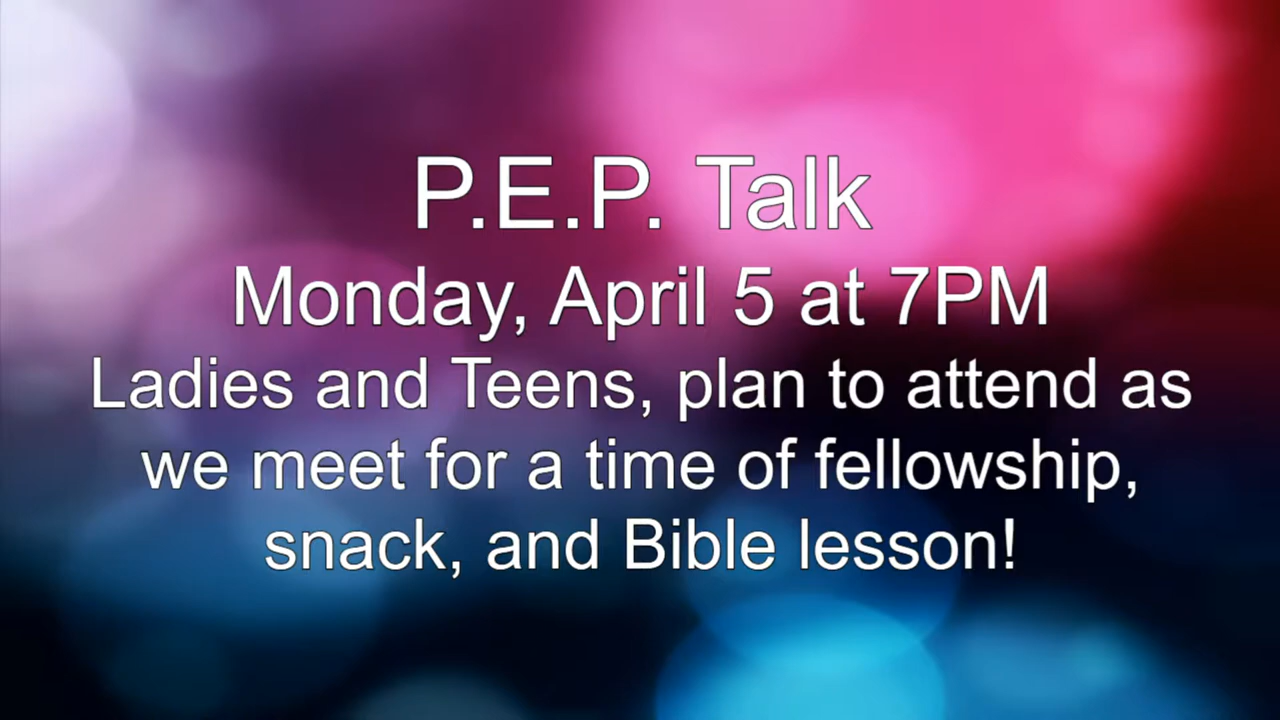 P.E.P. Talk
Monday, April 5 at 7PM
Ladies and Teens, plan to attend as
we meet for a time of fellowship,
snack, and Bible lesson!